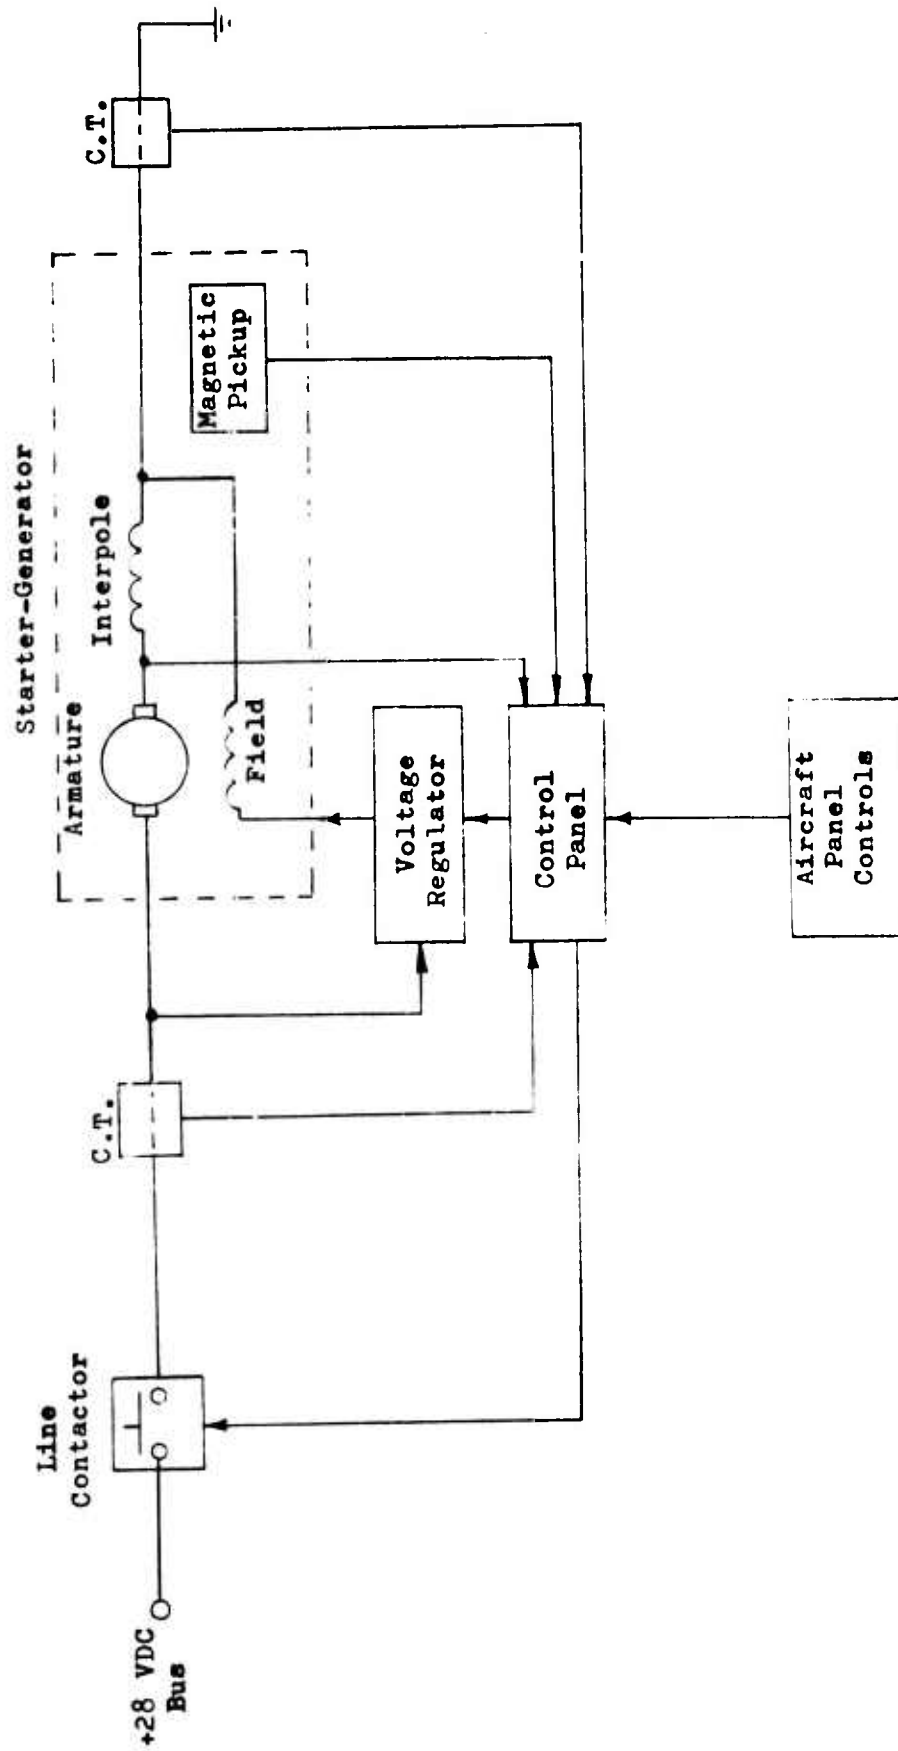 Starter-Generator
Armature
Interpole
C.T.
Line
Contactor
C.T.
Field
Magnetic
Pickup
+28 VDC
Bus
Voltage
Regulator
Control
Panel
Aircraft
Panel
Controls